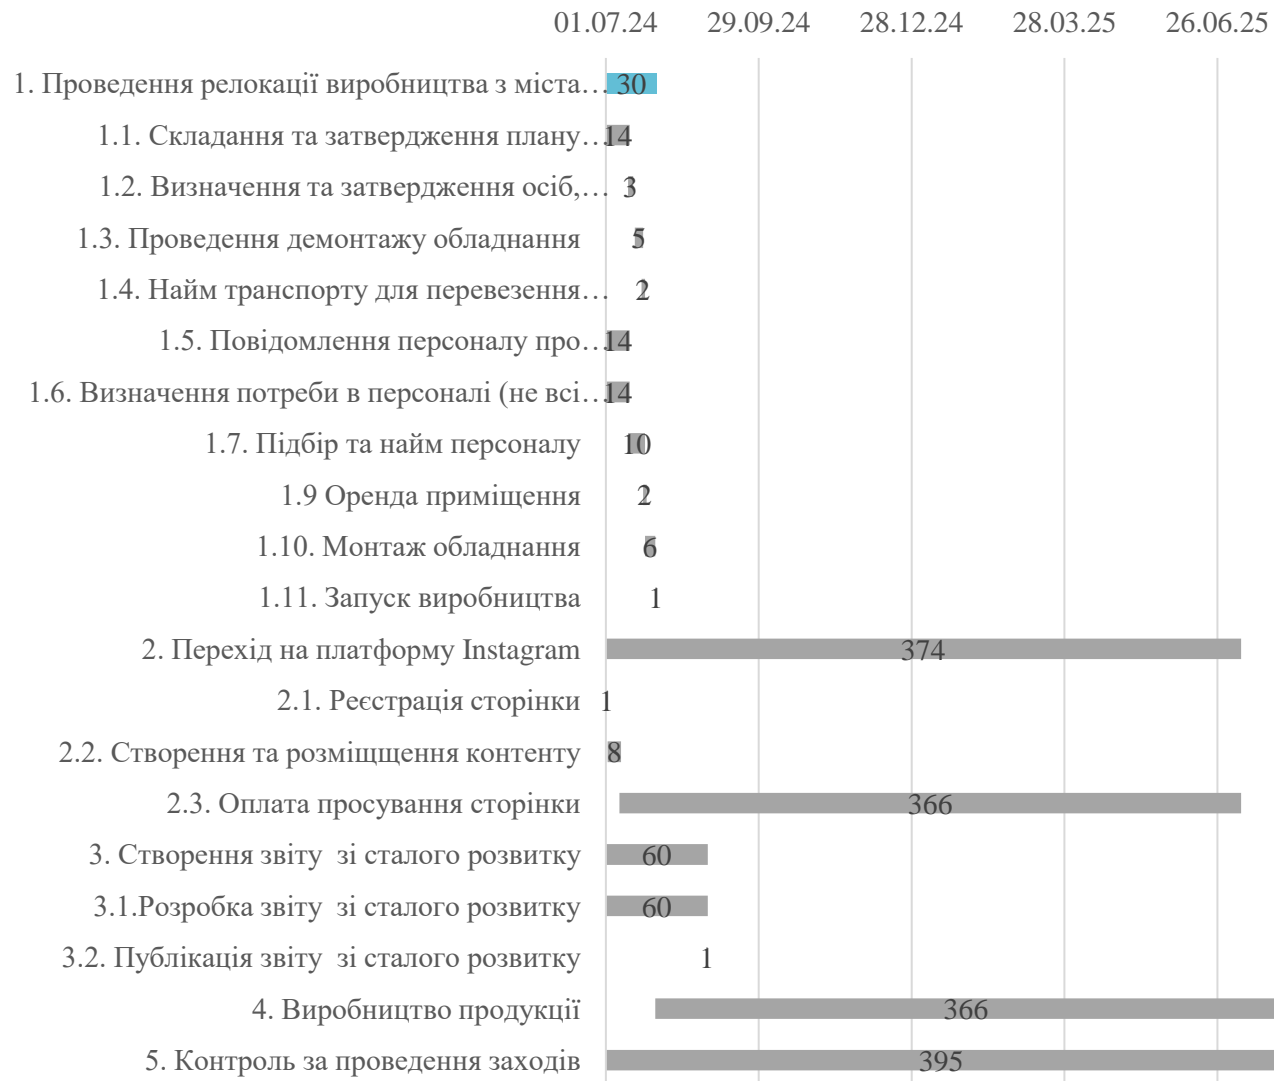 01.07.24 29.09.24 28.12.24 28.03.25 26.06.25
1. Проведення релокації виробництва з міста… 30
1.1. Складання та затвердження плану… 14
1.2. Визначення та затвердження осіб,… 3
1.3. Проведення демонтажу обладнання 5
1.4. Найм транспорту для перевезення… 2
1.5. Повідомлення персоналу про… 14
1.6. Визначення потреби в персоналі (не всі… 14
1.7. Підбір та найм персоналу 10
1.9 Оренда приміщення 2
1.10. Монтаж обладнання 6
1.11. Запуск виробництва 1
2. Перехід на платформу Instagram 374
2.1. Реєстрація сторінки 1
2.2. Створення та розміщщення контенту 8
2.3. Оплата просування сторінки 366
3. Створення звіту  зі сталого розвитку 60
3.1.Розробка звіту  зі сталого розвитку 60
3.2. Публікація звіту  зі сталого розвитку 1
4. Виробництво продукції 366
5. Контроль за проведення заходів 395